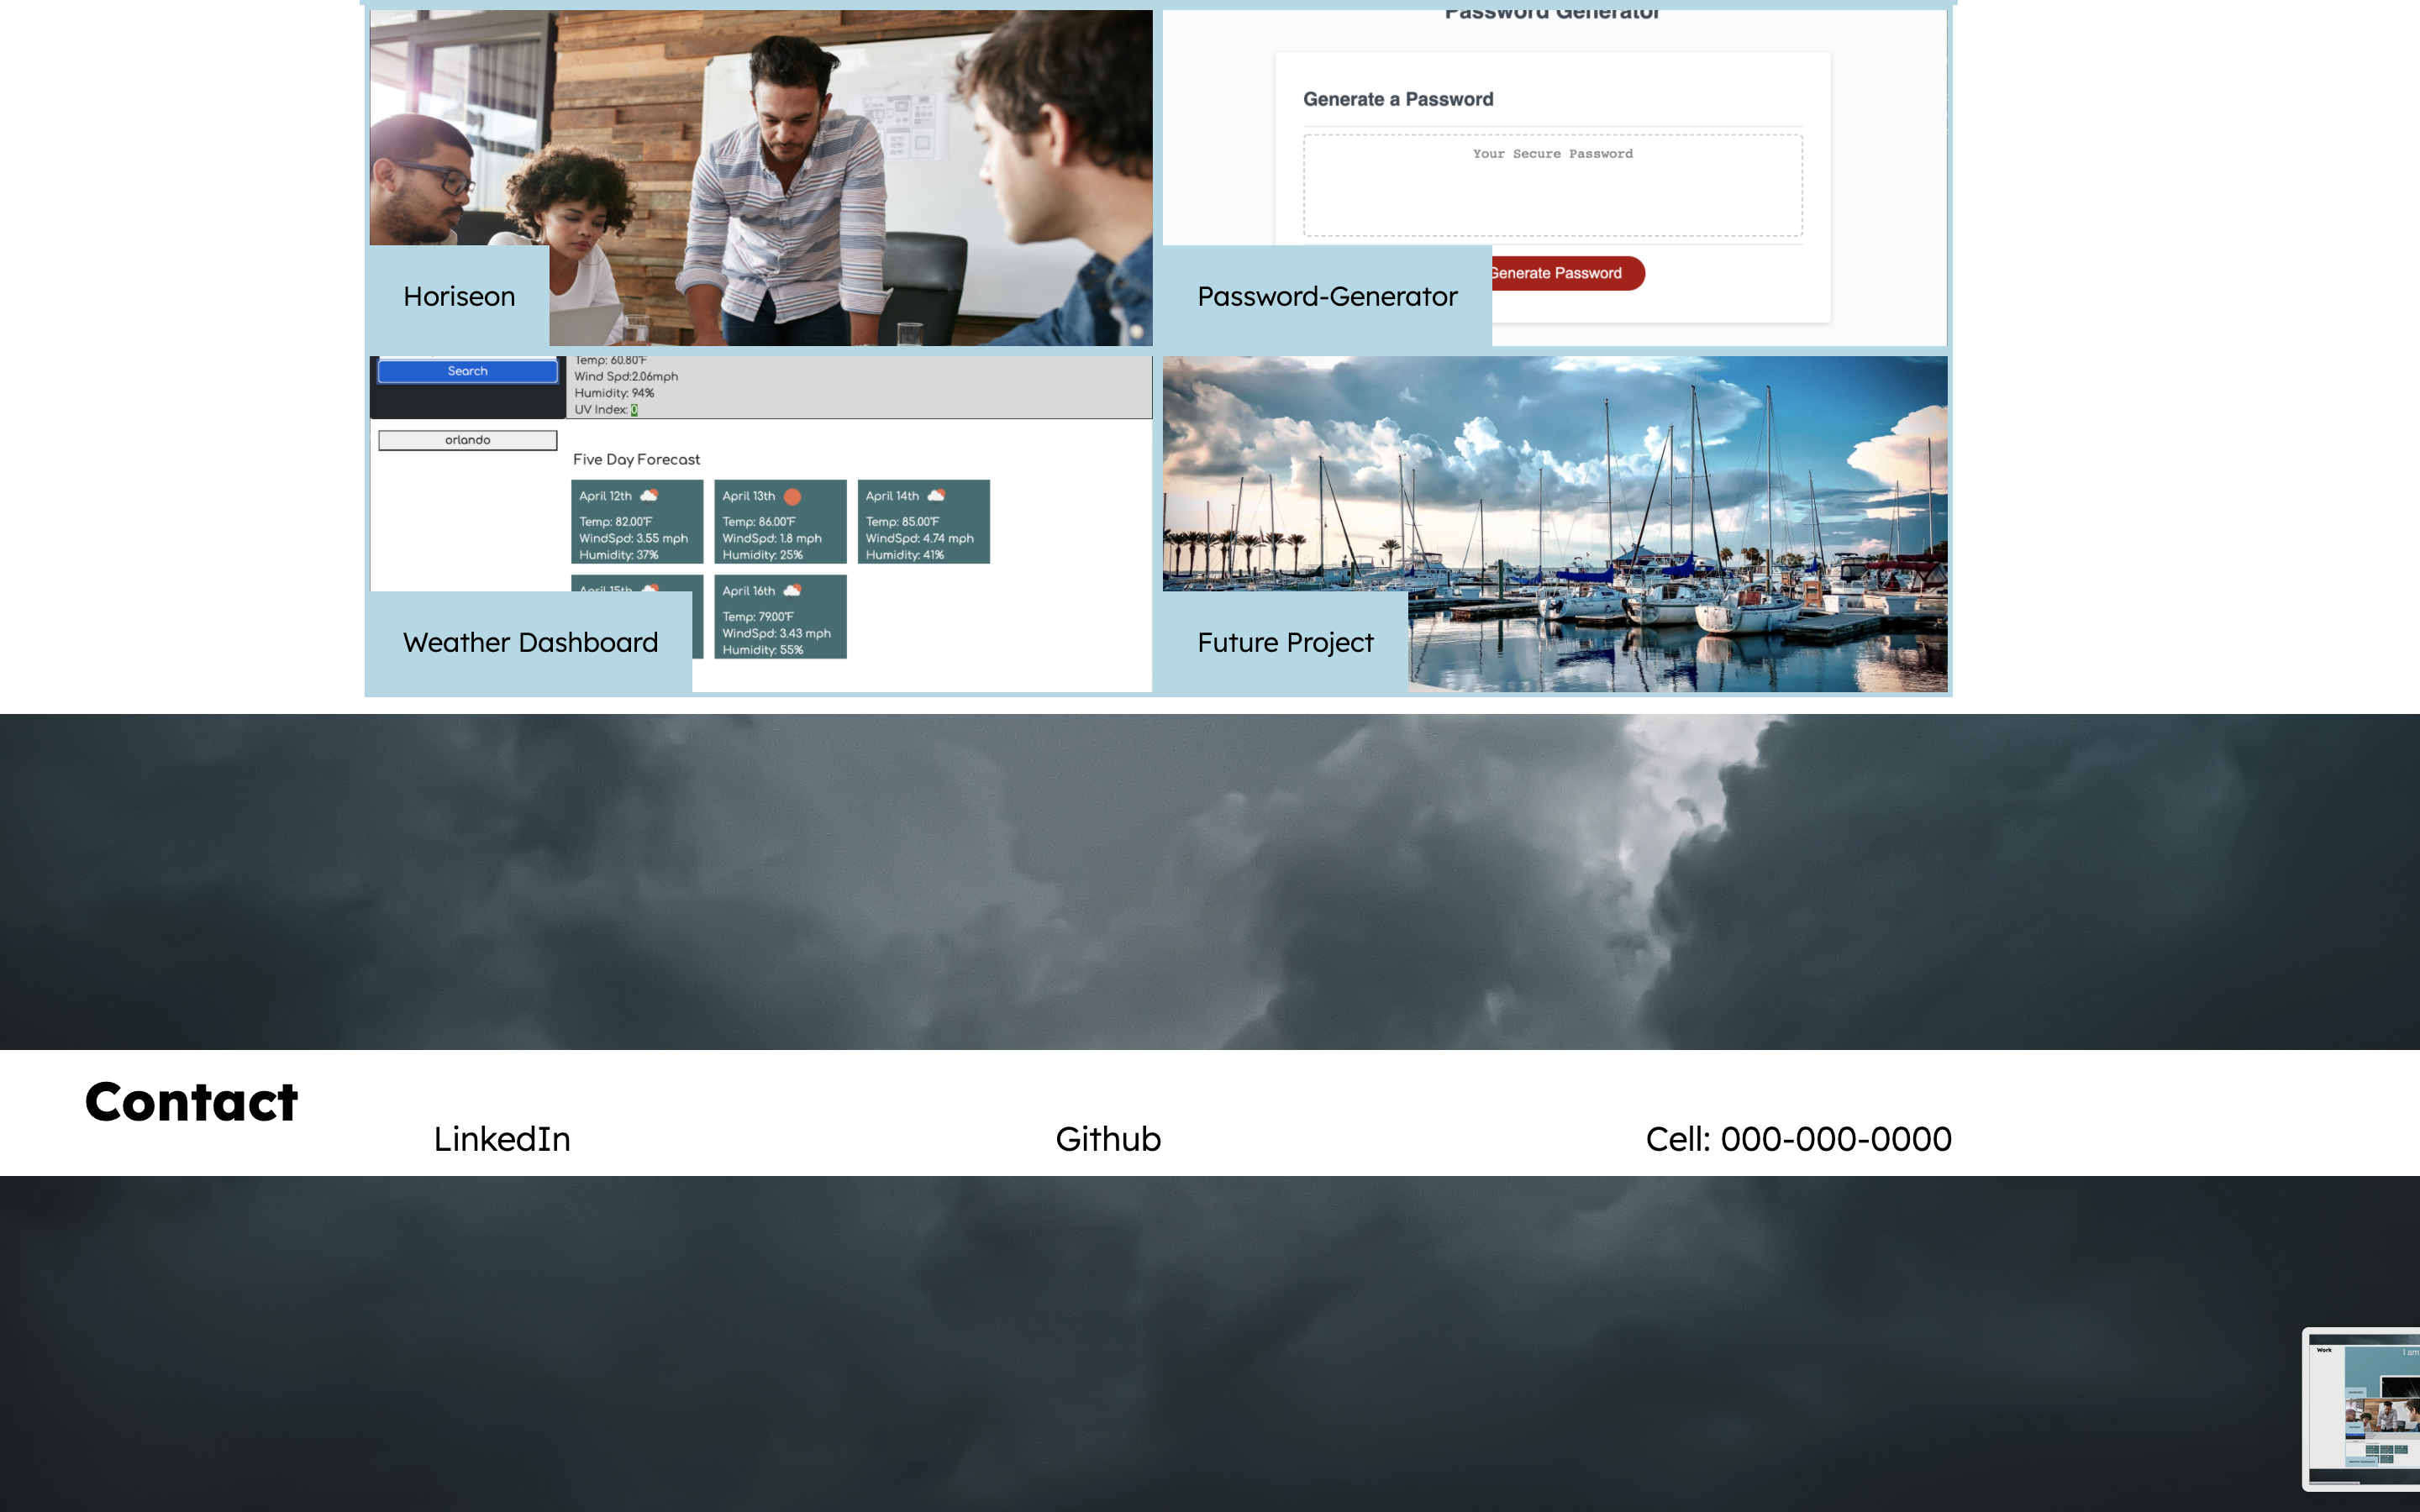 Password Generator
Generate a Password
Your Secure Password
Generate Password
Horiseon
Password-Generator
Search
Temp: 60.80°F
Wind Spd:2.06mph
Humidity: 94%
UV Index: 0
orlando
Five Day Forecast
April 12th
Temp: 82.00°F
WindSpd: 3.55 mph
Humidity: 37%
April 13th
Temp: 86.00°F
WindSpd: 1.8 mph
Humidity: 25%
April 14th
Temp: 85.00°F
WindSpd: 4.74 mph
Humidity: 41%
April 15th
April 16th
Temp: 79.00°F
WindSpd: 3.43 mph
Humidity: 55%
Weather Dashboard
Future Project
Contact
LinkedIn
Github
Cell: 000-000-0000
Work
I am